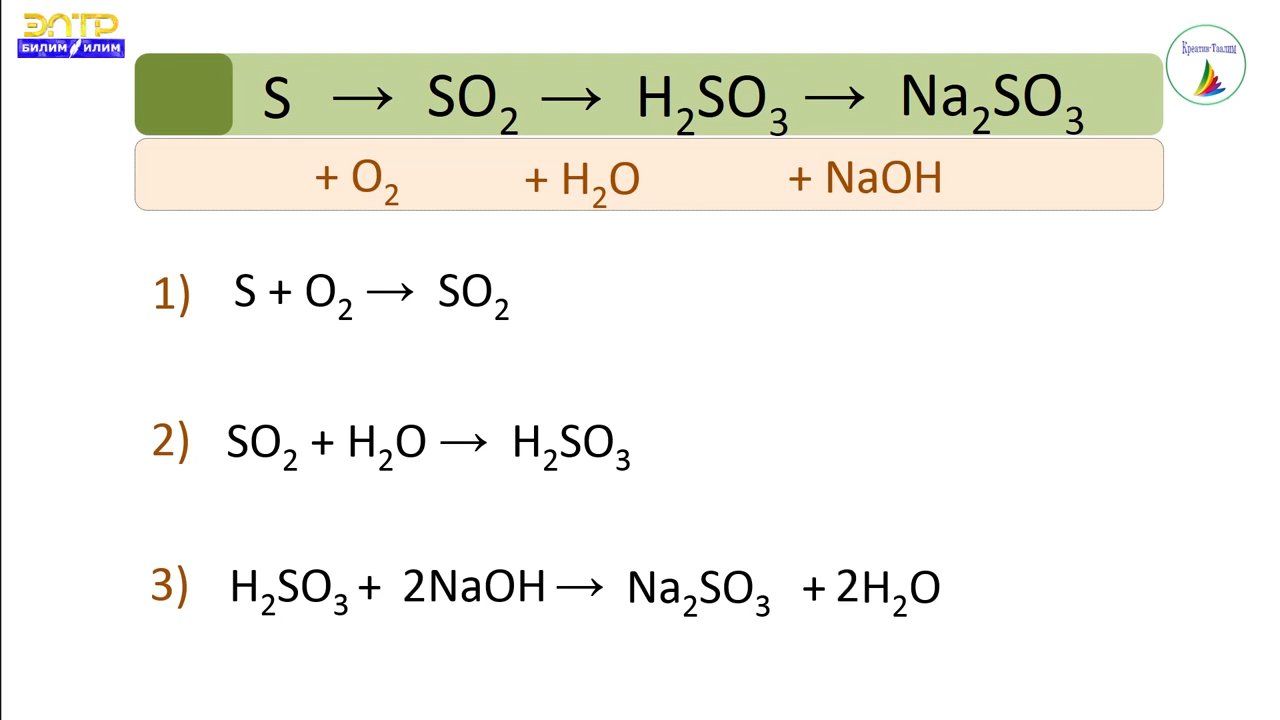 ЭЛТР
БИЛИМ ИЛИМ
Креатив-Таалим
S → SO₂ → H₂SO₃ → Na₂SO₃
+ O₂ + H₂O + NaOH
1) S + O₂ → SO₂
2) SO₂ + H₂O → H₂SO₃
3) H₂SO₃ + 2NaOH → Na₂SO₃ + 2H₂O